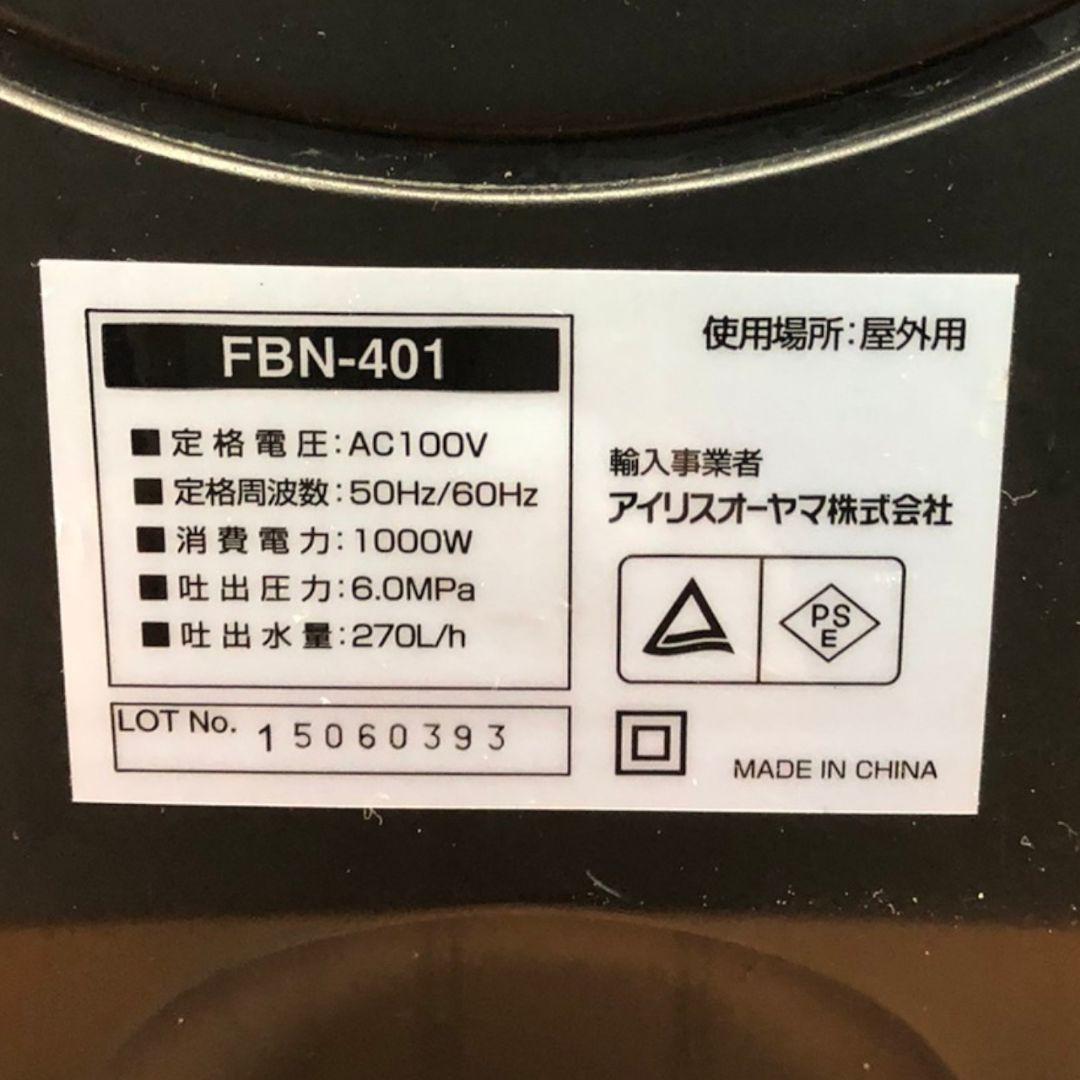 FBN-401
■定格電圧:AC100V
■定格周波数:50Hz/60Hz
■消費電力:1000W
■吐出圧力:6.0MPa
■吐出水量:270L/h
LOT No. 15060393
使用場所:屋外用
輸入事業者
アイリスオーヤマ株式会社
PS
E
MADE IN CHINA